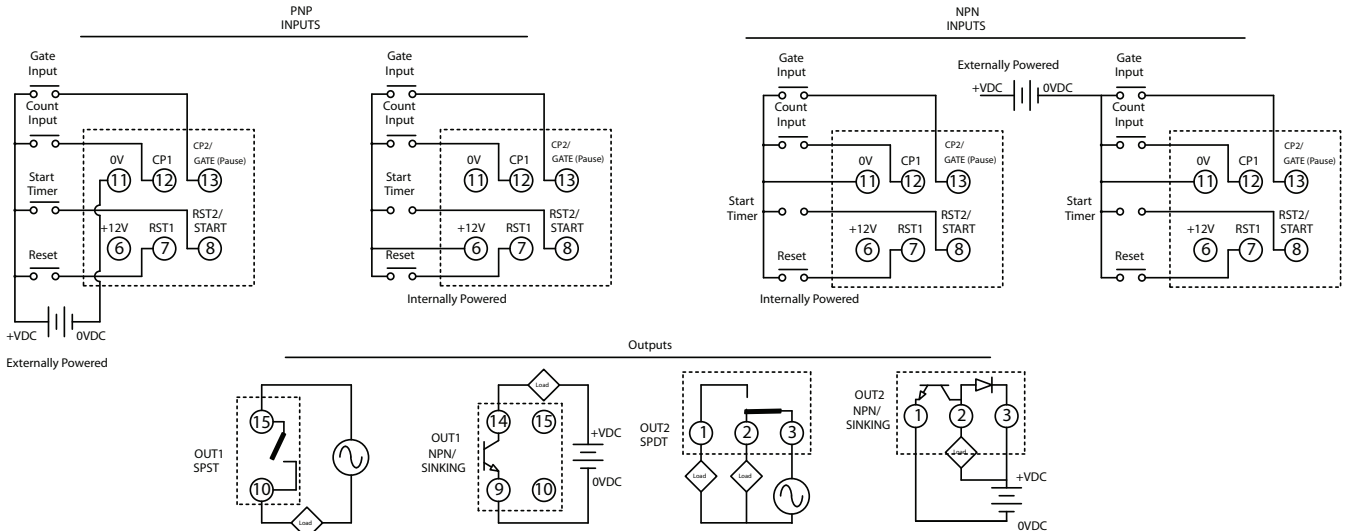 PNP
INPUTS
NPN
INPUTS
Gate
Input
Count
Input
Start
Timer
Reset
0V
11
CP1
12
CP2/
GATE (Pause)
13
+12V
6
RST1
7
RST2/
START
8
+VDC
0VDC
Externally Powered
Gate
Input
Count
Input
Start
Timer
Reset
0V
11
CP1
12
CP2/
GATE (Pause)
13
+12V
6
RST1
7
RST2/
START
8
Internally Powered
Gate
Input
Count
Input
Start
Timer
Reset
0V
11
CP1
12
CP2/
GATE (Pause)
13
+12V
6
RST1
7
RST2/
START
8
Internally Powered
Externally Powered
+VDC
0VDC
Gate
Input
Count
Input
Start
Timer
Reset
0V
11
CP1
12
CP2/
GATE (Pause)
13
+12V
6
RST1
7
RST2/
START
8
Outputs
OUT1
SPST
15
10
Load
OUT1
NPN/
SINKING
Load
14
15
9
10
+VDC
0VDC
OUT2
SPDT
1
2
3
Load
Load
OUT2
NPN/
SINKING
1
2
3
Load
+VDC
0VDC